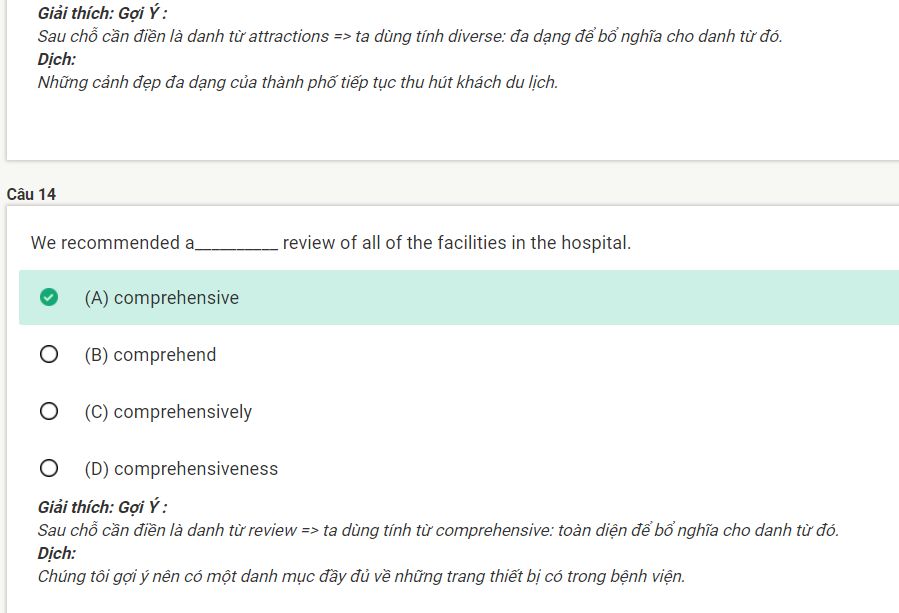 Giải thích: Gợi Ý :
Sau chỗ cần điền là danh từ attractions => ta dùng tính diverse: đa dạng để bổ nghĩa cho danh từ đó.
Dịch:
Những cảnh đẹp đa dạng của thành phố tiếp tục thu hút khách du lịch.
Câu 14
We recommended a__________ review of all of the facilities in the hospital.
(A) comprehensive
(B) comprehend
(C) comprehensively
(D) comprehensiveness
Giải thích: Gợi Ý :
Sau chỗ cần điền là danh từ review => ta dùng tính từ comprehensive: toàn diện để bổ nghĩa cho danh từ đó.
Dịch:
Chúng tôi gợi ý nên có một danh mục đầy đủ về những trang thiết bị có trong bệnh viện.